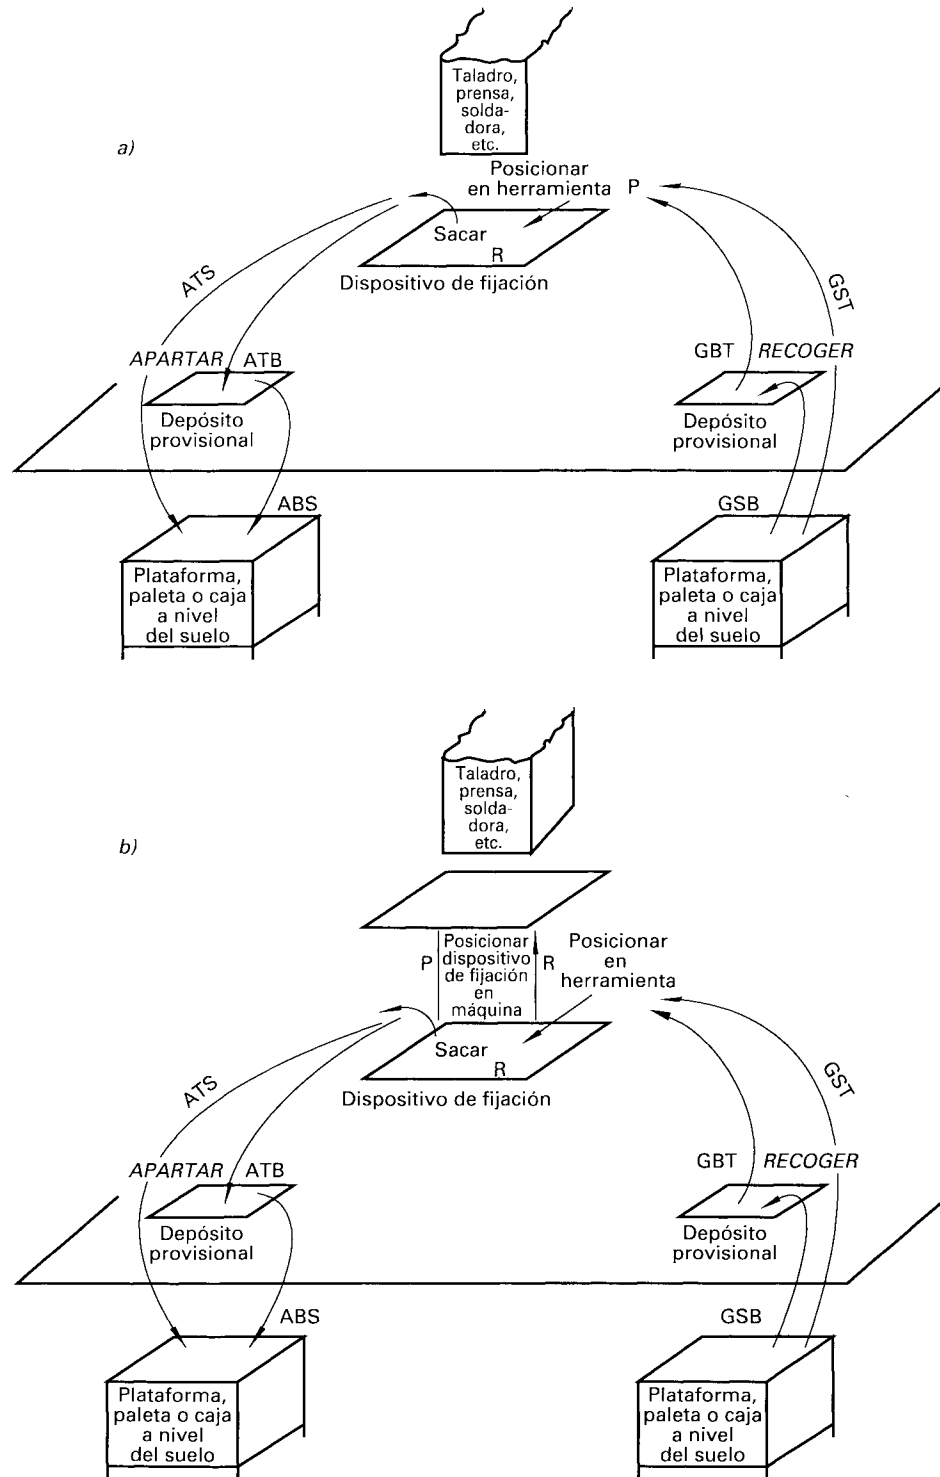 a)
Taladro,
prensa,
solda-
dora,
etc.
Posicionar
en herramienta P
Sacar
R
Dispositivo de fijación
ATS
GST
APARTAR ATB
GBT RECOGER
Depósito
provisional
Depósito
provisional
ABS
GSB
Plataforma,
paleta o caja
a nivel
del suelo
Plataforma,
paleta o caja
a nivel
del suelo
b)
Taladro,
prensa,
solda-
dora,
etc.
P
Posicionar
dispositivo
de fijación
en
máquina
R
Posicionar
en
herramienta
Sacar
R
Dispositivo de fijación
ATS
GST
APARTAR ATB
GBT RECOGER
Depósito
provisional
Depósito
provisional
ABS
GSB
Plataforma,
paleta o caja
a nivel
del suelo
Plataforma,
paleta o caja
a nivel
del suelo